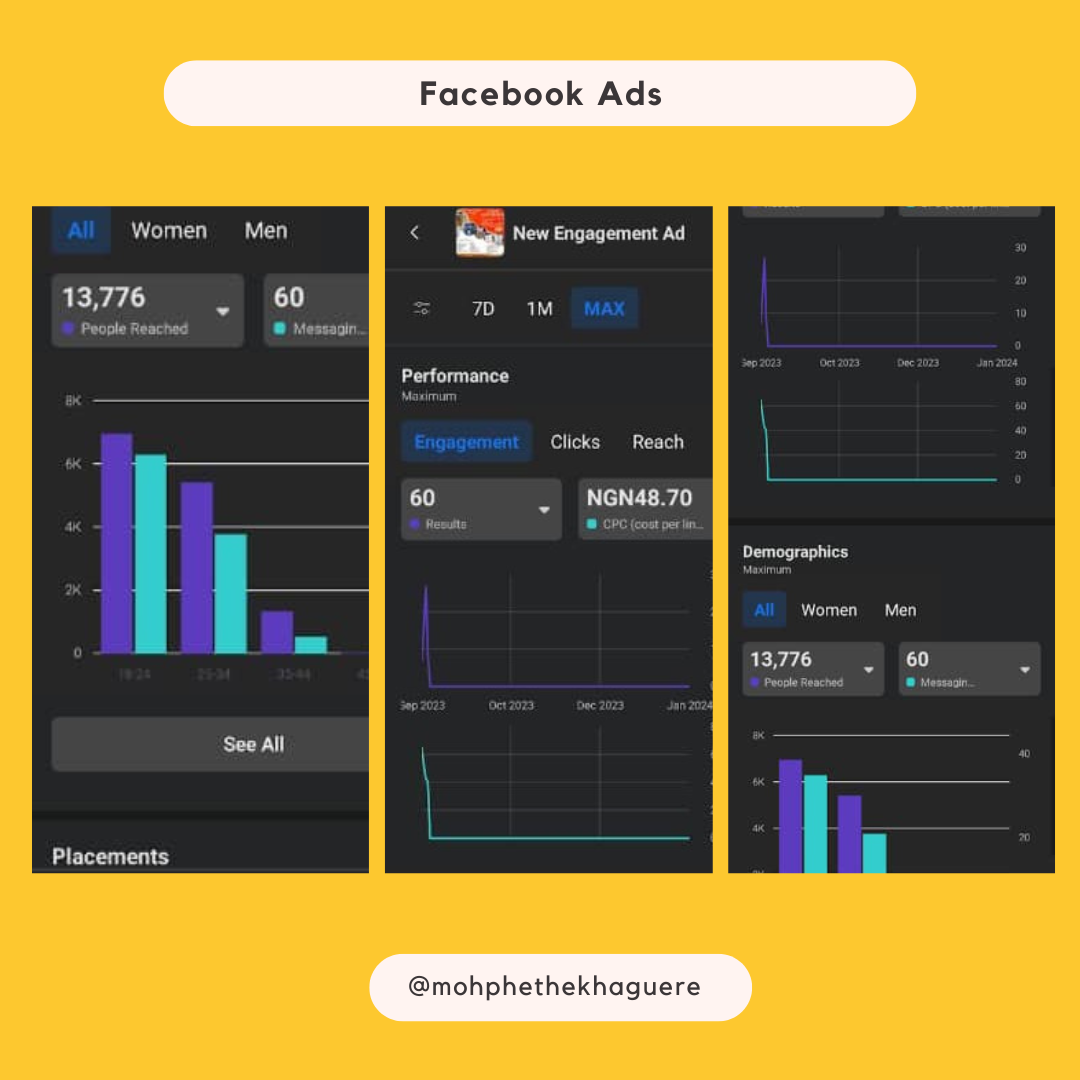 Facebook Ads
All Women Men
13,776 60
People Reached Messagin...
8K
6K
4K
2K
0
18-24 25-34 35-44
See All
Placements
New Engagement Ad
7D 1M MAX
Performance
Maximum
Engagement Clicks Reach
60 NGN48.70
Results CPC (cost per lin...
Sep 2023 Oct 2023 Dec 2023 Jan 2024
30
20
10
0
Sep 2023 Oct 2023 Dec 2023 Jan 2024
80
60
40
20
0
Demographics
Maximum
All Women Men
13,776 60
People Reached Messagin...
8K
40
6K
4K
20
@mohphethekhaguere